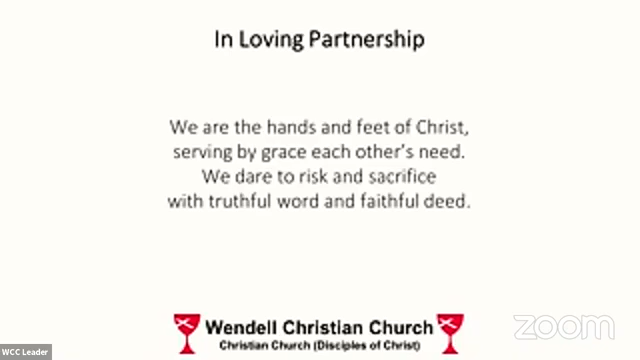 In Loving Partnership
We are the hands and feet of Christ,
serving by grace each other's need.
We dare to risk and sacrifice
with truthful word and faithful deed.
Wendell Christian Church
Christian Church (Disciples of Christ)
WCC Leader
zoom